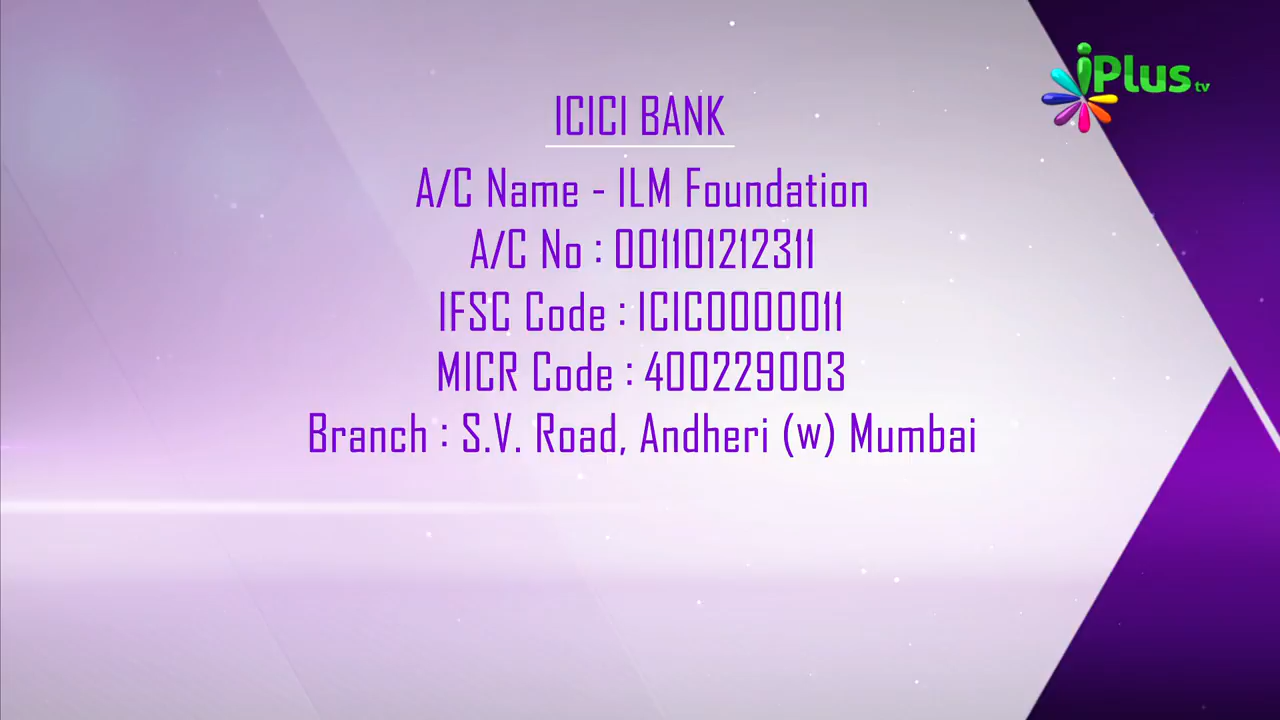 iPlus tv
ICICI BANK
A/C Name - ILM Foundation
A/C No : 001101212311
IFSC Code : ICIC0000011
MICR Code : 400229003
Branch : S.V. Road, Andheri (w) Mumbai